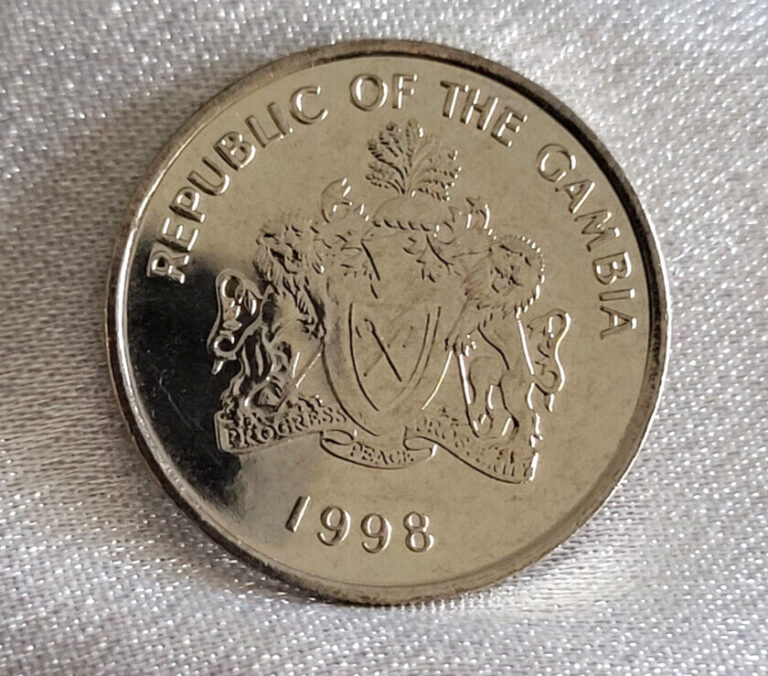 REPUBLIC OF THE GAMBIA
PROGRESS PEACE PROSPERITY
1998